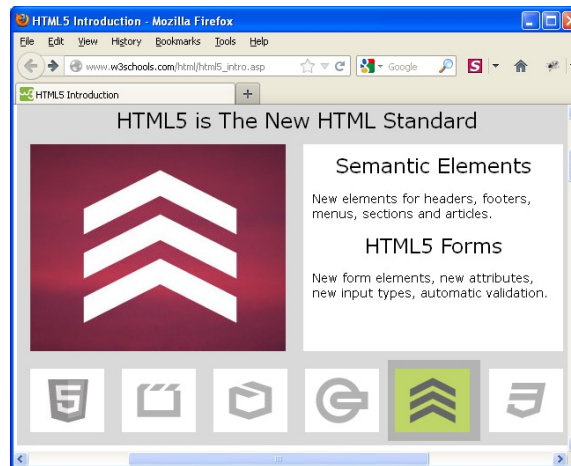 HTML5 Introduction - Mozilla Firefox
File Edit View History Bookmarks Tools Help
www.w3schools.com/html/html5_intro.asp Google S
HTML5 Introduction +
HTML5 is The New HTML Standard
Semantic Elements
New elements for headers, footers,
menus, sections and articles.
HTML5 Forms
New form elements, new attributes,
new input types, automatic validation.
5